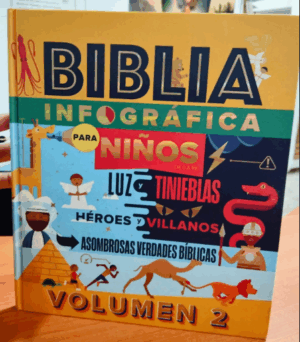 BIBLIA
INFOGRÁFICA
PARA
NIÑOS
LUZ Y TINIEBLAS
HÉROES Y VILLANOS
ASOMBROSAS VERDADES BÍBLICAS
VOLUMEN 2